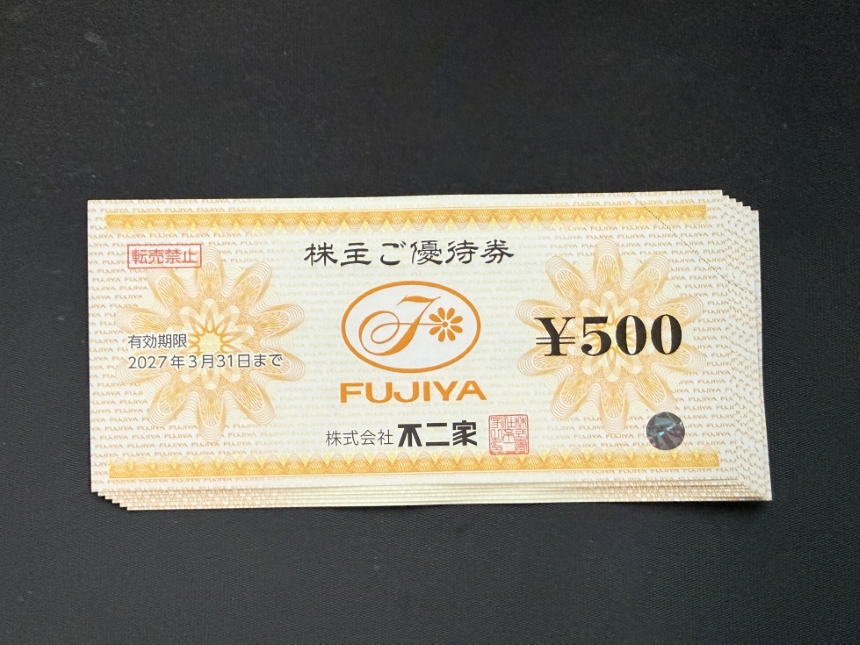 株主ご優待券
転売禁止
有効期限
2027年3月31日まで
FUJIYA
¥500
株式会社 不二家